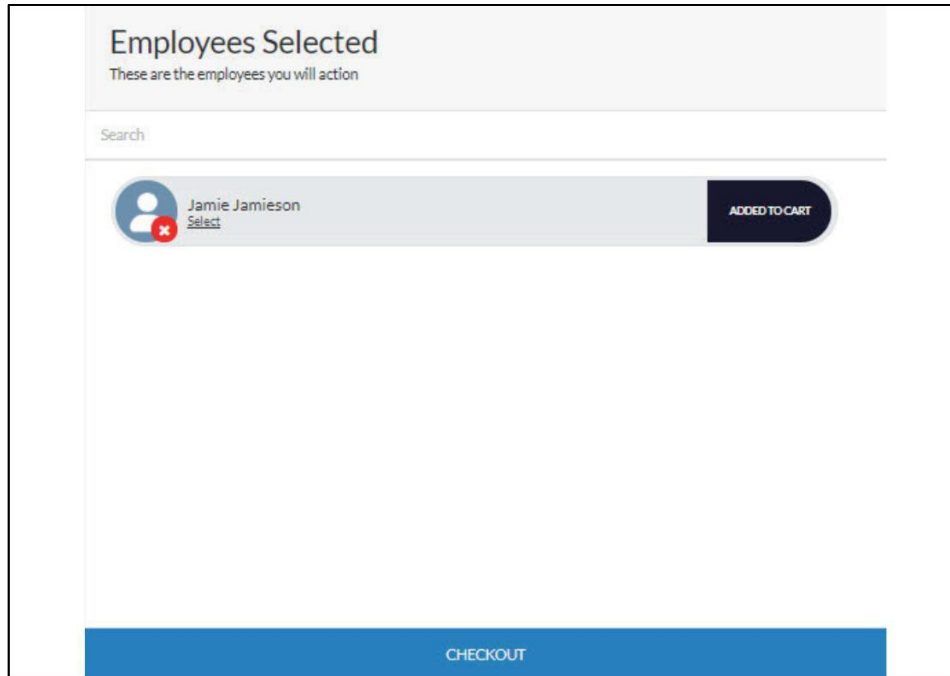 Employees Selected
These are the employees you will action
Search
Jamie Jamieson
Select
ADDED TO CART
CHECKOUT